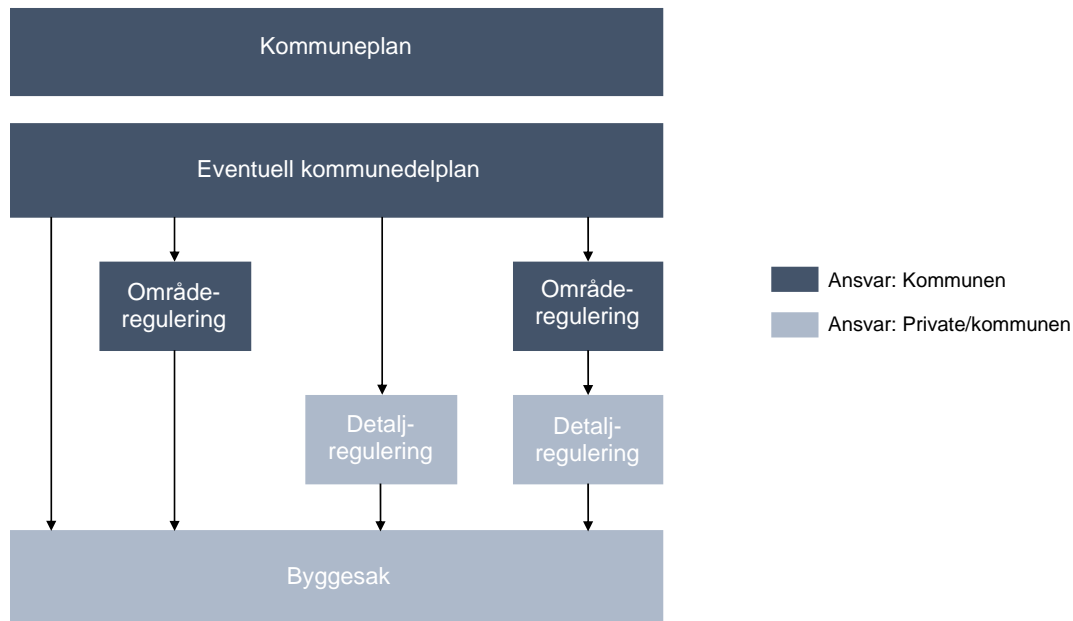 Kommuneplan
Eventuell kommunedelplan
Område-
regulering
Område-
regulering
Ansvar: Kommunen
Ansvar: Private/kommunen
Detalj-
regulering
Detalj-
regulering
Byggesak